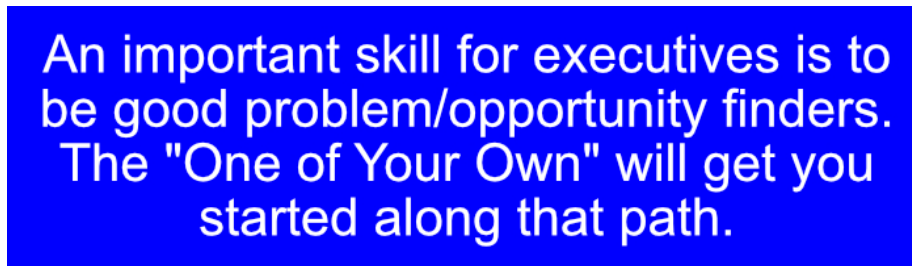 An important skill for executives is to
be good problem/opportunity finders.
The "One of Your Own" will get you
started along that path.